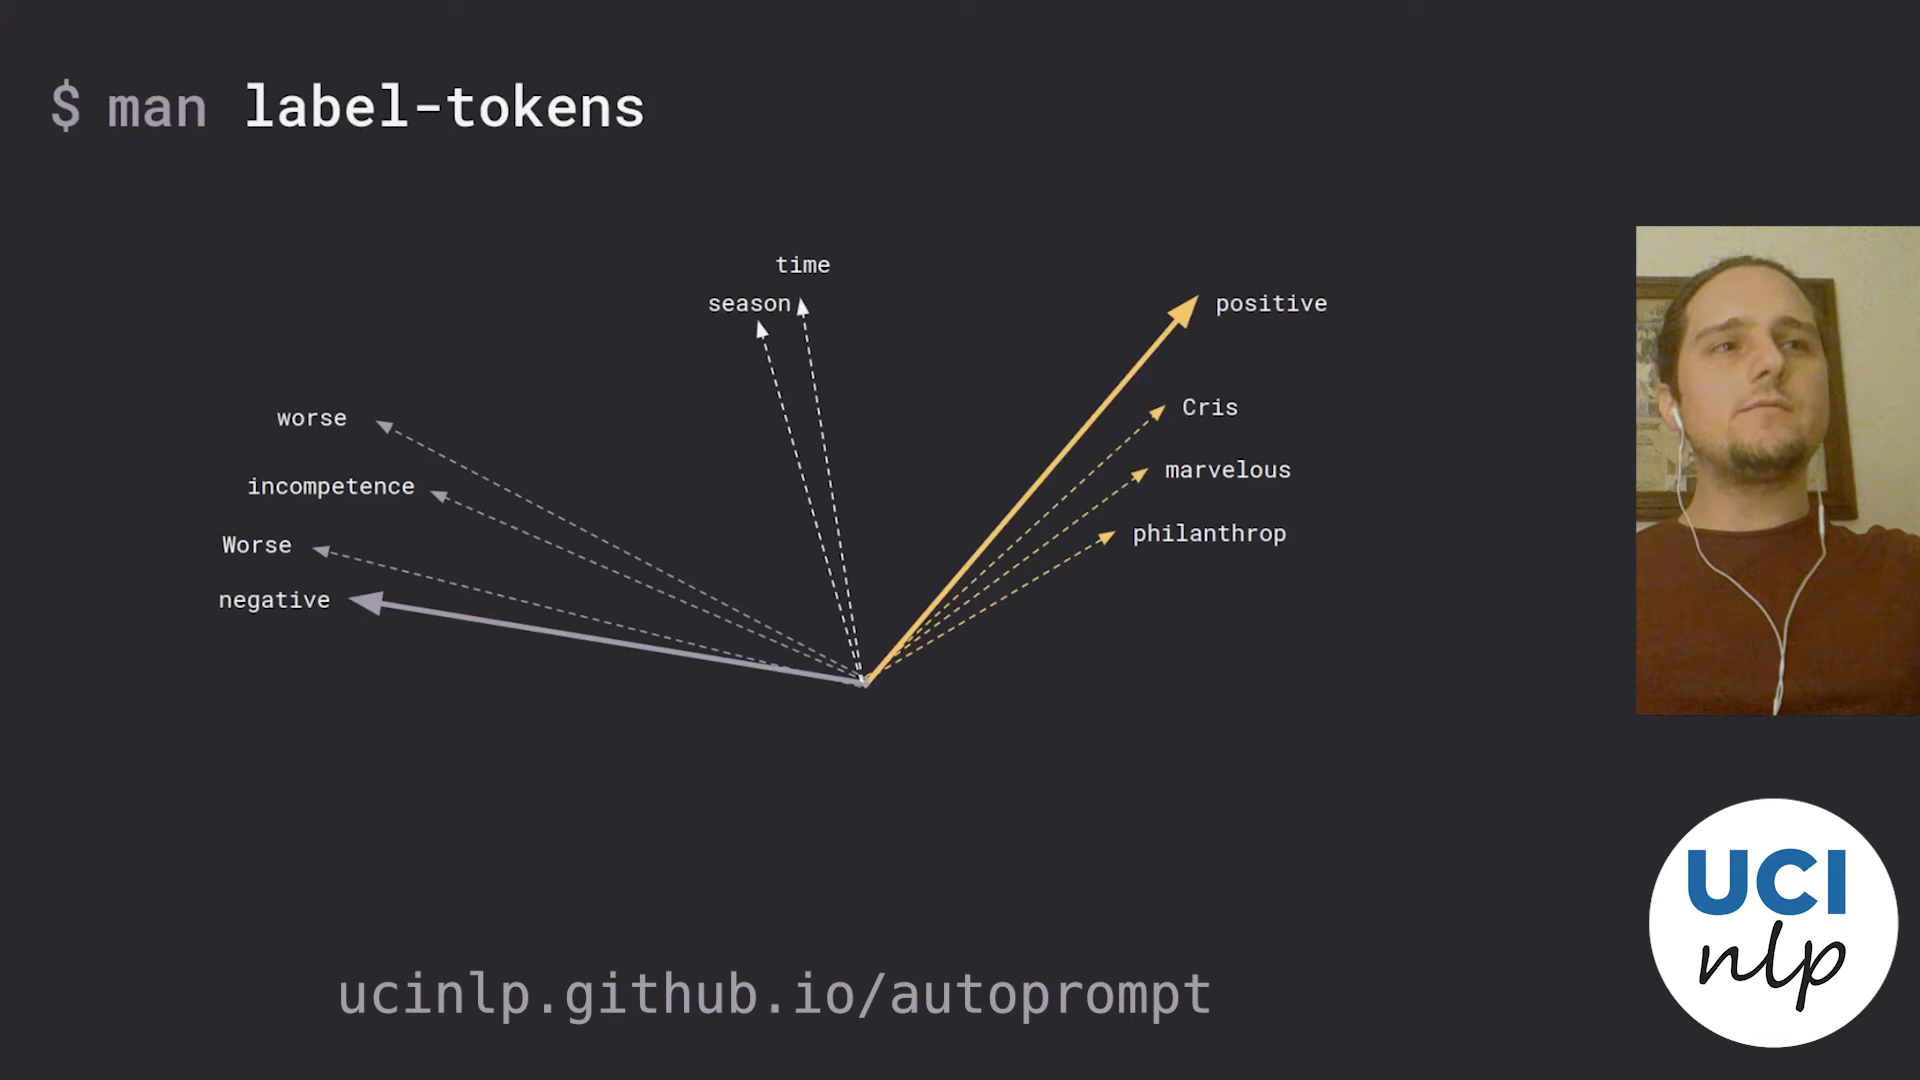 $ man label-tokens
time
season
positive
worse
Cris
marvelous
incompetence
philanthrop
Worse
negative
UCI
nlp
ucinlp.github.io/autoprompt